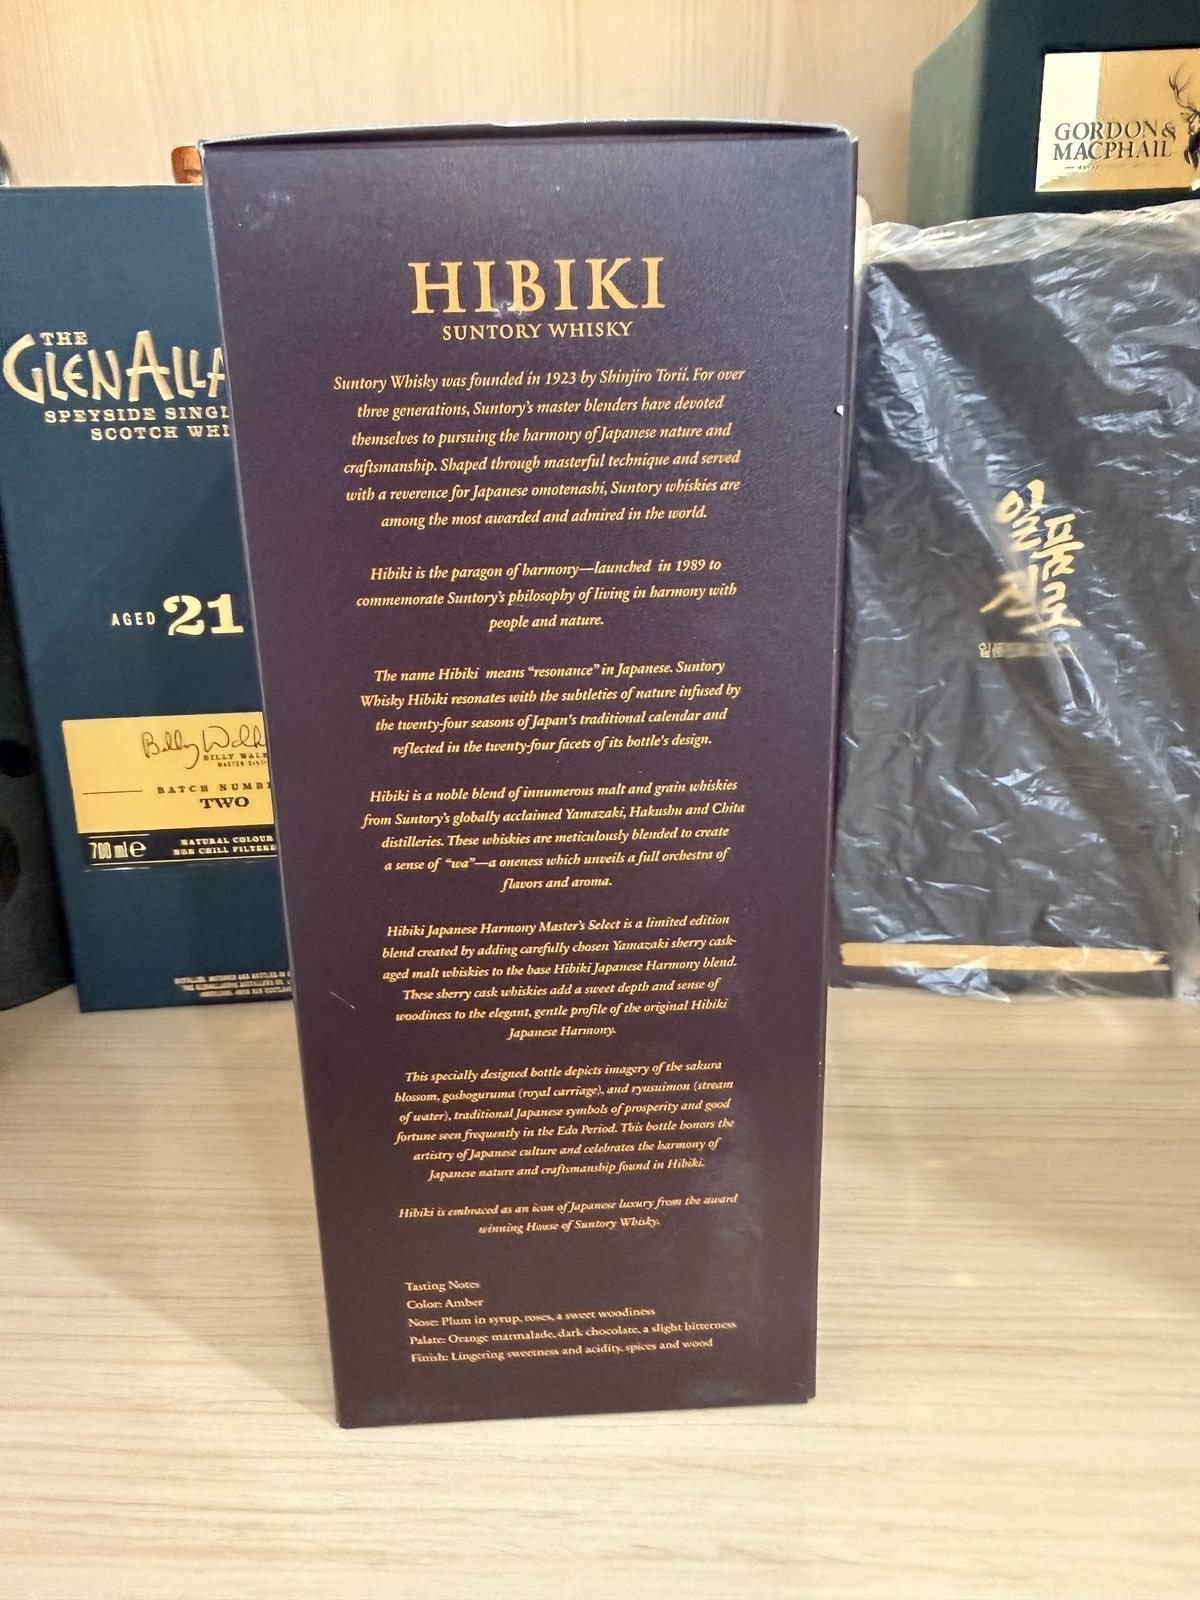 HIBIKI
SUNTORY WHISKY
Suntory Whisky was founded in 1923 by Shinjiro Torii. For over
three generations, Suntory's master blenders have devoted
themselves to pursuing the harmony of Japanese nature and
craftsmanship. Shaped through masterful technique and served
with a reverence for Japanese omotenashi, Suntory whiskies are
among the most awarded and admired in the world.
Hibiki is the paragon of harmony—launched in 1989 to
commemorate Suntory's philosophy of living in harmony with
people and nature.
The name Hibiki means “resonance” in Japanese. Suntory
Whisky Hibiki resonates with the subtleties of nature infused by
the twenty-four seasons of Japan's traditional calendar and
reflected in the twenty-four facets of its bottle's design.
Hibiki is a noble blend of innumerous malt and grain whiskies
from Suntory's globally acclaimed Yamazaki, Hakushu and Chita
distilleries. These whiskies are meticulously blended to create
a sense of “wa”—a oneness which unveils a full orchestra of
flavors and aroma.
Hibiki Japanese Harmony Master's Select is a limited edition
blend created by adding carefully chosen Yamazaki sherry cask-
aged malt whiskies to the base Hibiki Japanese Harmony blend.
These sherry cask whiskies add a sweet depth and sense of
woodiness to the elegant, gentle profile of the original Hibiki
Japanese Harmony.
This specially designed bottle depicts imagery of the sakura
blossom, goshoguruma (royal carriage), and ryusuimon (stream
of water), traditional Japanese symbols of prosperity and good
fortune seen frequently in the Edo Period. This bottle honors the
artistry of Japanese culture and celebrates the harmony of
Japanese nature and craftsmanship found in Hibiki.
Hibiki is embraced as an icon of Japanese luxury from the award
winning House of Suntory Whisky.
Tasting Notes
Color: Amber
Nose: Plum in syrup, roses, a sweet woodiness
Palate: Orange marmalade, dark chocolate, a slight bitterness
Finish: Lingering sweetness and acidity, spices and wood
THE
GLENALLA
SPEYSIDE SINGL
SCOTCH WHI
AGED 21
Billy Walk
BILLY WALK
BATCH NUMBE
TWO
700 ml e
NATURAL COLOUR
NON CHILL FILTERE
GORDON &
MACPHAIL
일품
진로